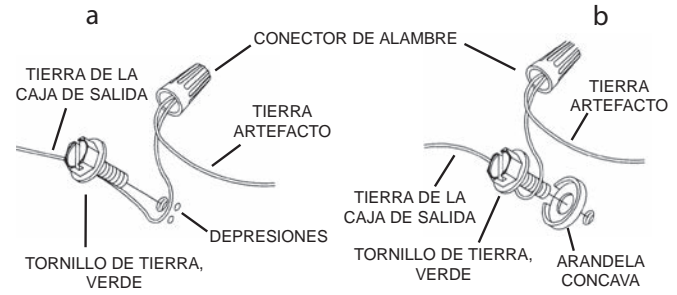 a
b
CONECTOR DE ALAMBRE
TIERRA DE LA
CAJA DE SALIDA
TIERRA
ARTEFACTO
DEPRESIONES
TORNILLO DE TIERRA,
VERDE
TIERRA
ARTEFACTO
TIERRA DE LA
CAJA DE SALIDA
TORNILLO DE TIERRA,
VERDE
ARANDELA
CONCAVA